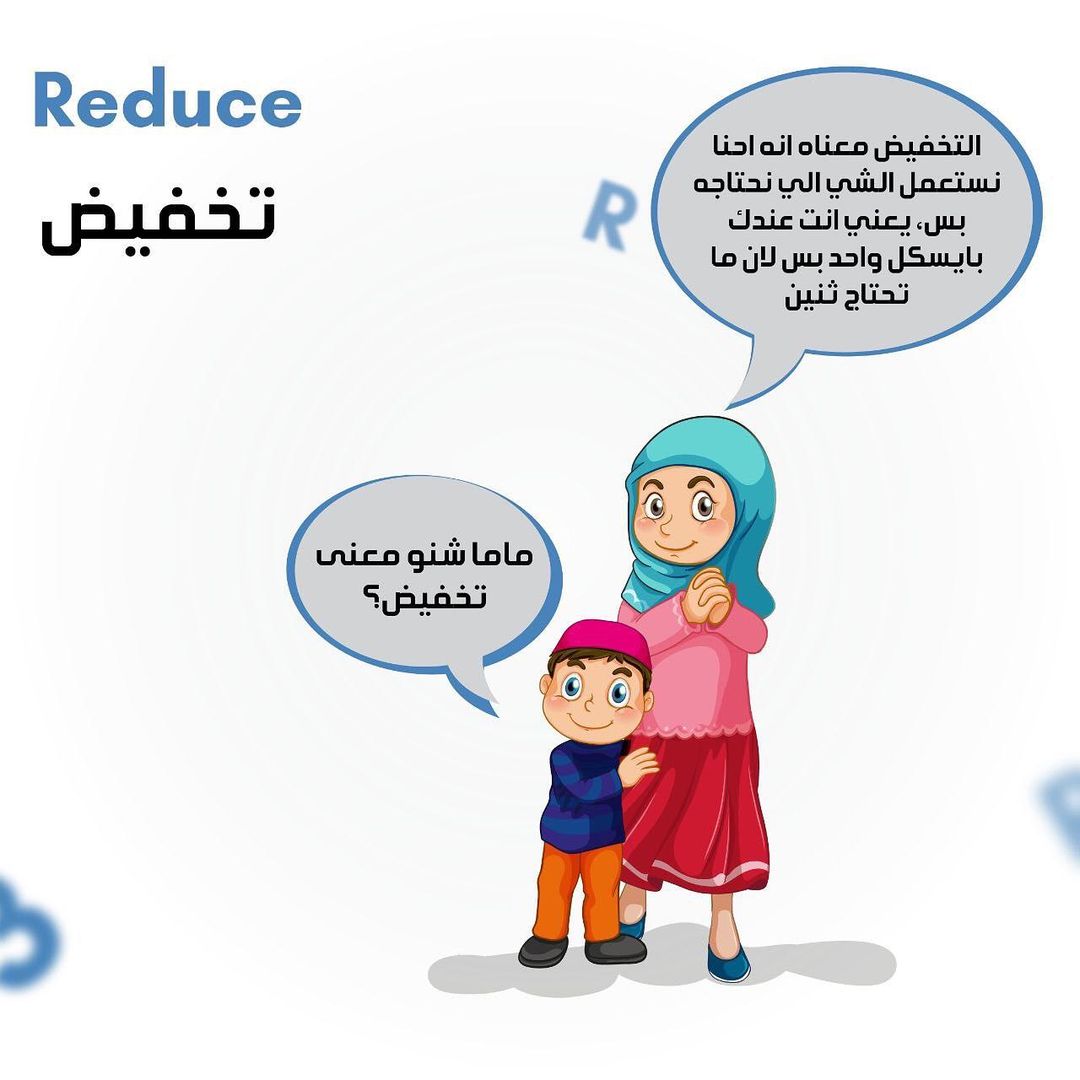 Reduce
تخفيض
R
التخفيض معناه انه احنا
نستعمل الشي الي نحتاجه
بس، يعني انت عندك
بايسكل واحد بس لان ما
تحتاج ثنين
ماما شنو معنى
تخفيض؟
R
3